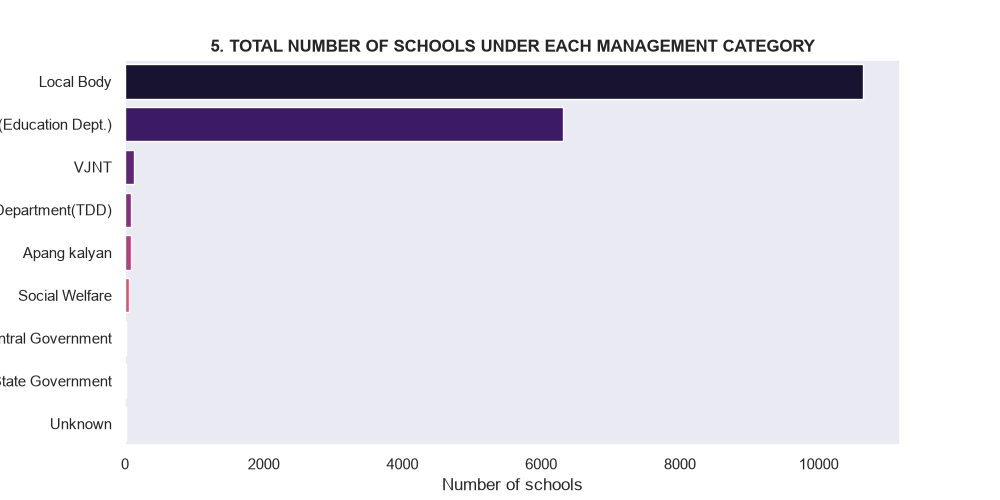 5. TOTAL NUMBER OF SCHOOLS UNDER EACH MANAGEMENT CATEGORY
Local Body
(Education Dept.)
VJNT
Department(TDD)
Apang kalyan
Social Welfare
ntral Government
State Government
Unknown
0 2000 4000 6000 8000 10000
Number of schools